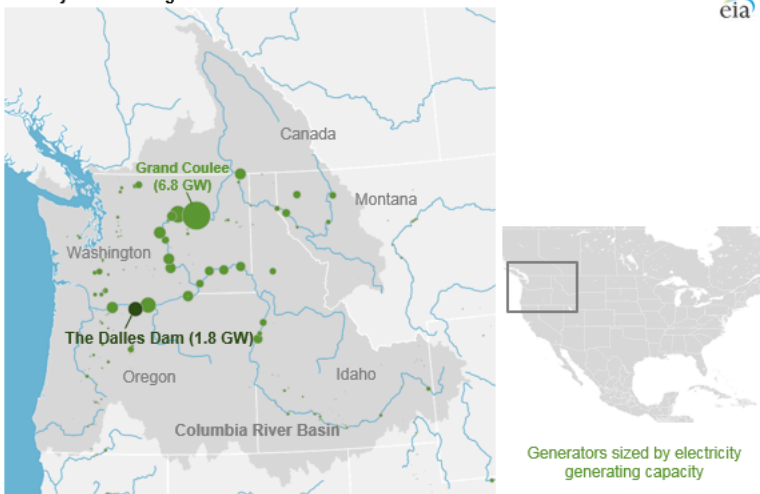 eia
Canada
Grand Coulee
(6.8 GW)
Montana
Washington
The Dalles Dam (1.8 GW)
Oregon
Idaho
Columbia River Basin
Generators sized by electricity
generating capacity